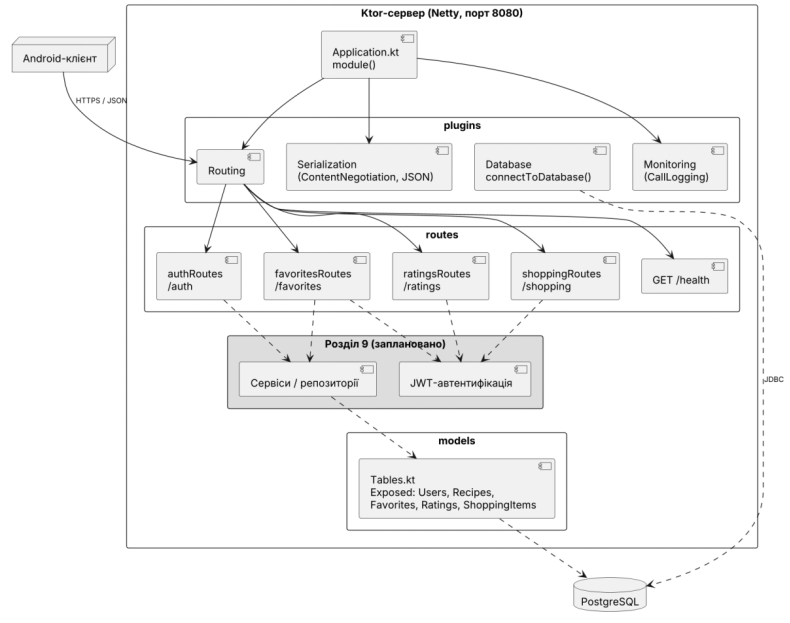 Ktor-сервер (Netty, порт 8080)
Application.kt
module()
Android-клієнт
HTTPS / JSON
plugins
Routing
Serialization
(ContentNegotiation, JSON)
Database
connectToDatabase()
Monitoring
(CallLogging)
routes
authRoutes
/auth
favoritesRoutes
/favorites
ratingsRoutes
/ratings
shoppingRoutes
/shopping
GET /health
Розділ 9 (заплановано)
Сервіси / репозиторії
JWT-автентифікація
JDBC
models
Tables.kt
Exposed: Users, Recipes,
Favorites, Ratings, ShoppingItems
PostgreSQL